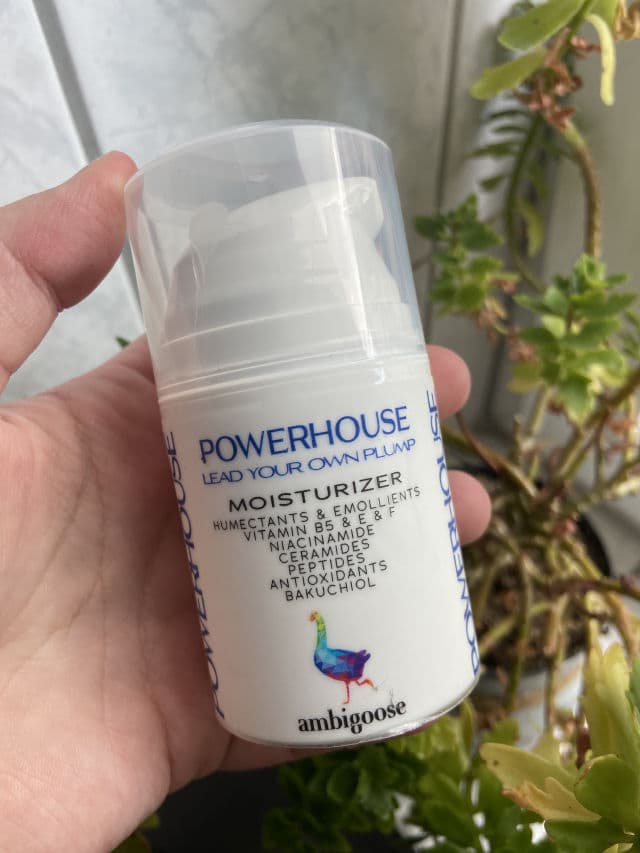 POWERHOUSE
LEAD YOUR OWN PLUMP
MOISTURIZER
HUMECTANTS & EMOLLIENTS
VITAMIN B5 & E & F
NIACINAMIDE
CERAMIDES
PEPTIDES
ANTIOXIDANTS
BAKUCHIOL
ambigoose
POWERHOUSE
POWERHOUSE